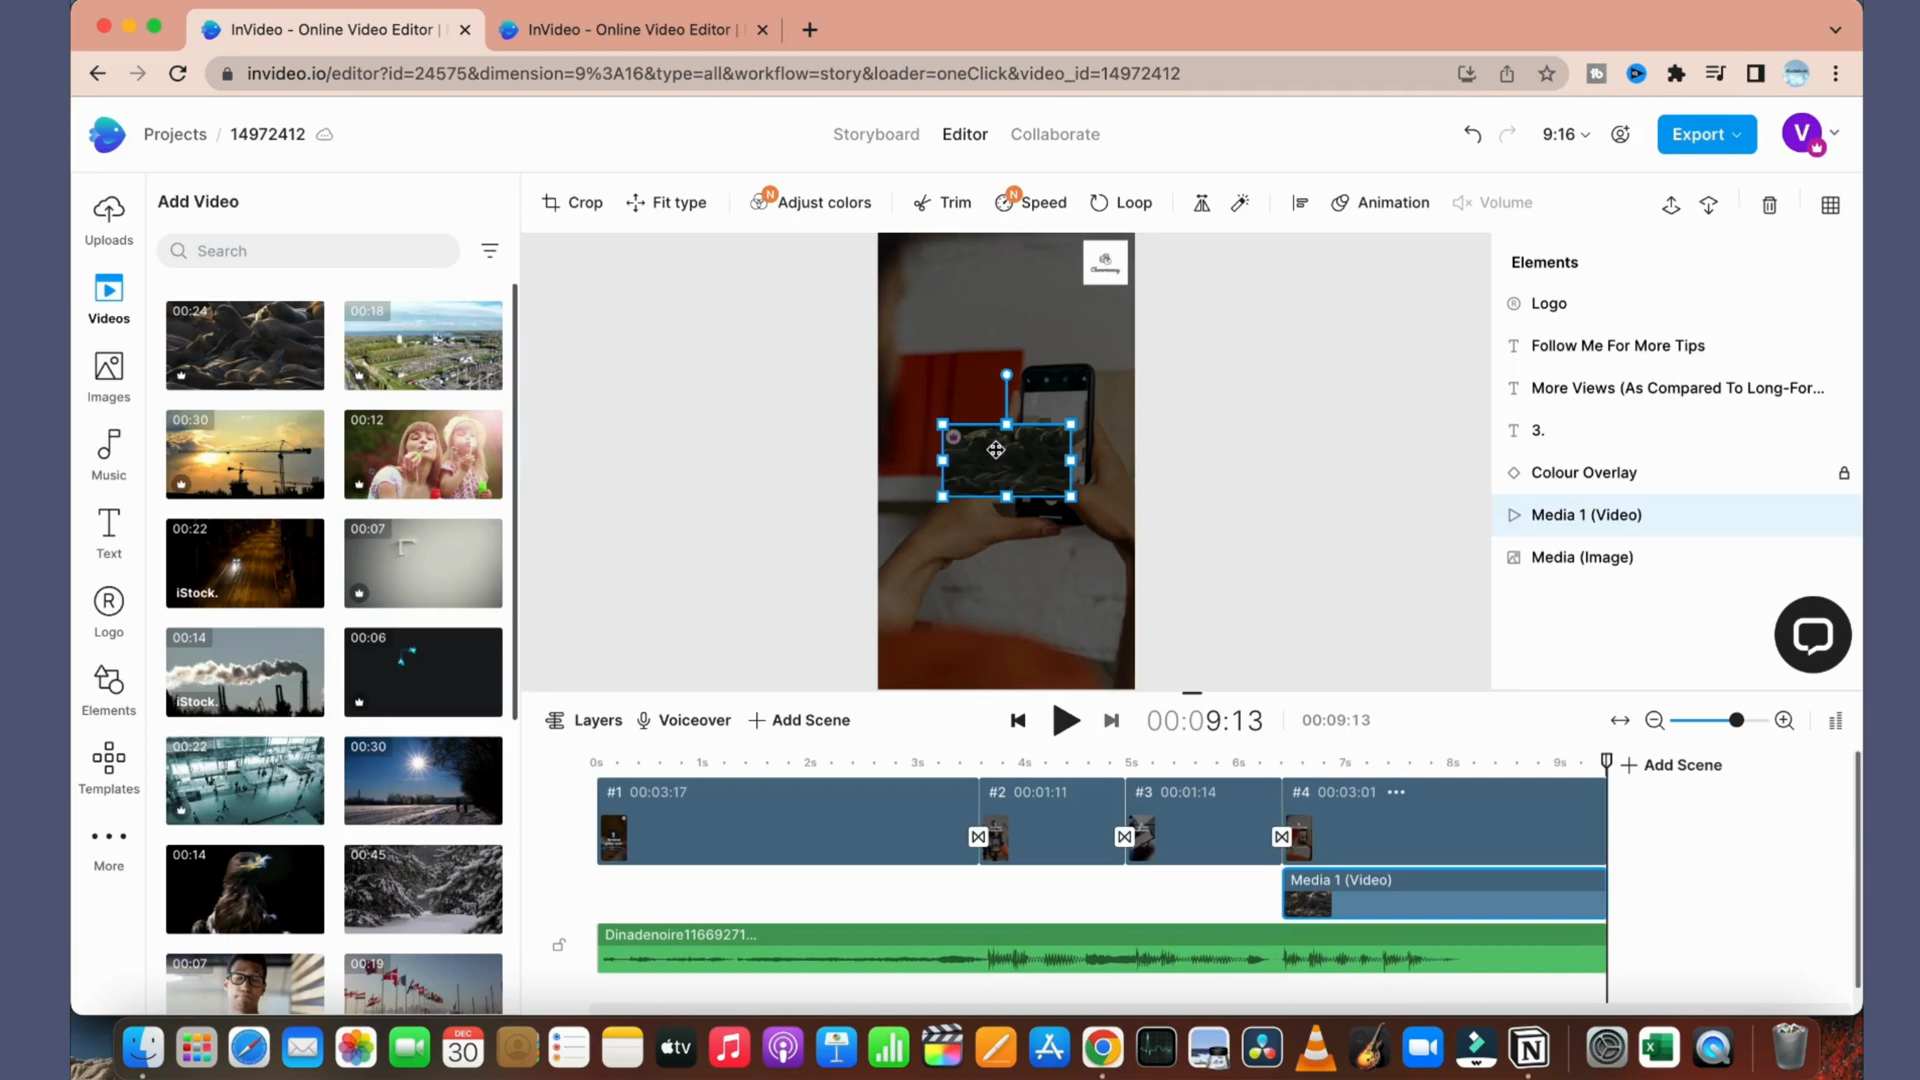 InVideo - Online Video Editor |
InVideo - Online Video Editor |
invideo.io/editor?id=24575&dimension=9%3A16&type=all&workflow=story&loader=oneClick&video_id=14972412
Projects / 14972412
Storyboard
Editor
Collaborate
9:16
Export
V
Uploads
Videos
Images
Music
Text
Logo
Elements
Templates
More
Add Video
Search
00:24
00:18
00:30
00:12
00:22
iStock.
00:07
00:14
iStock.
00:06
00:22
00:30
00:14
00:45
00:07
00:19
Crop
Fit type
N
Adjust colors
Trim
N
Speed
Loop
Animation
Volume
Elements
Logo
Follow Me For More Tips
More Views (As Compared To Long-For...
3.
Colour Overlay
Media 1 (Video)
Media (Image)
Layers
Voiceover
Add Scene
00:09:13
00:09:13
0s 1s 2s 3s 4s 5s 6s 7s 8s 9s
Add Scene
#1 00:03:17
#2 00:01:11
#3 00:01:14
#4 00:03:01
Media 1 (Video)
Dinadenoire11669271...
DEC
30
tv